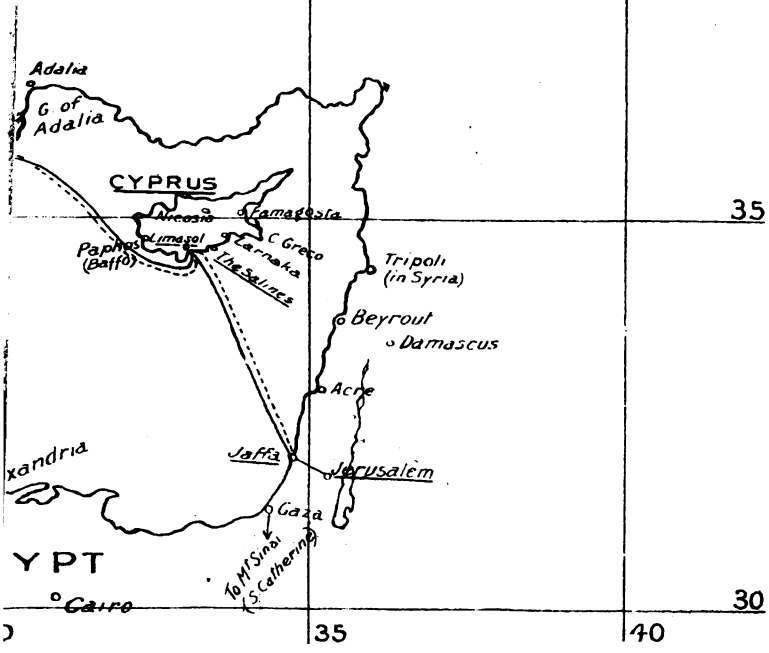 Adalia
G. of
Adalia
CYPRUS
Nicosia
Famagosta
35
Paphos
(Baffo)
Limasol
Larnaka
C. Greco
The Salines
Tripoli
(in Syria)
Beyrout
Damascus
Acre
xandria
Jaffa
Jerusalem
Gaza
To Mt Sinai
(S. Catherine)
YPT
Cairo
30
35
40